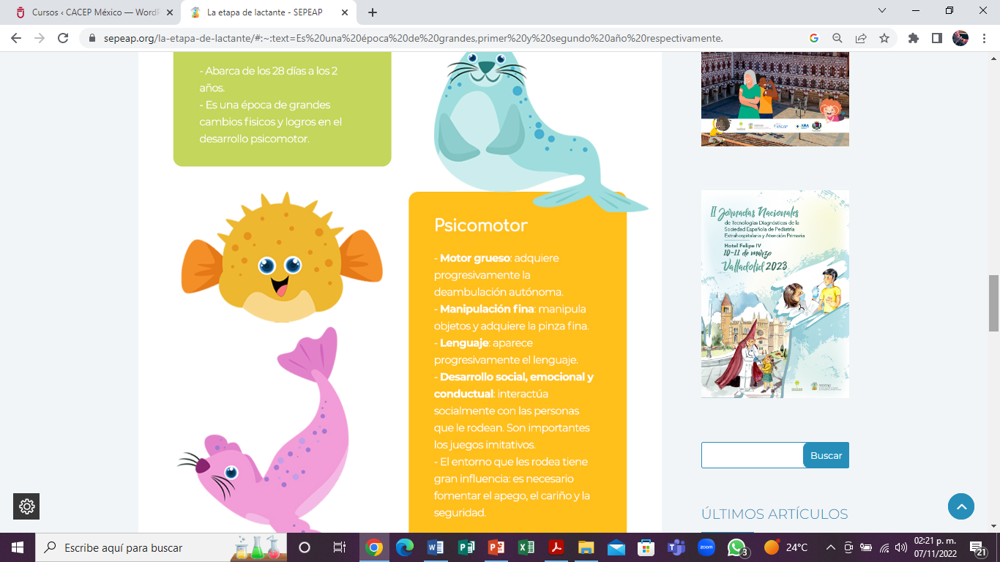 Cursos ‹ CACEP México — WordP
La etapa de lactante - SEPEAP
sepeap.org/la-etapa-de-lactante/#:~:text=Es%20una%20época%20de%20grandes,primer%20y%20segundo%20año%20respectivamente.
- Abarca de los 28 días a los 2
años.
- Es una época de grandes
cambios físicos y logros en el
desarrollo psicomotor.
Psicomotor
- Motor grueso: adquiere
progresivamente la
deambulación autónoma.
- Manipulación fina: manipula
objetos y adquiere la pinza fina.
- Lenguaje: aparece
progresivamente el lenguaje.
- Desarrollo social, emocional y
conductual: interactúa
socialmente con las personas
que le rodean. Son importantes
los juegos imitativos.
- El entorno que les rodea tiene
gran influencia: es necesario
fomentar el apego, el cariño y la
seguridad.
II Jornadas Nacionales
de Tecnologías Diagnósticas de la
Sociedad Española de Pediatría
Extrahospitalaria y Atención Primaria
Hotel Felipe IV
10-11 de marzo
Valladolid 2023
Buscar
ÚLTIMOS ARTÍCULOS
Escribe aquí para buscar
zoom
3
24°C
02:21 p. m.
07/11/2022
21